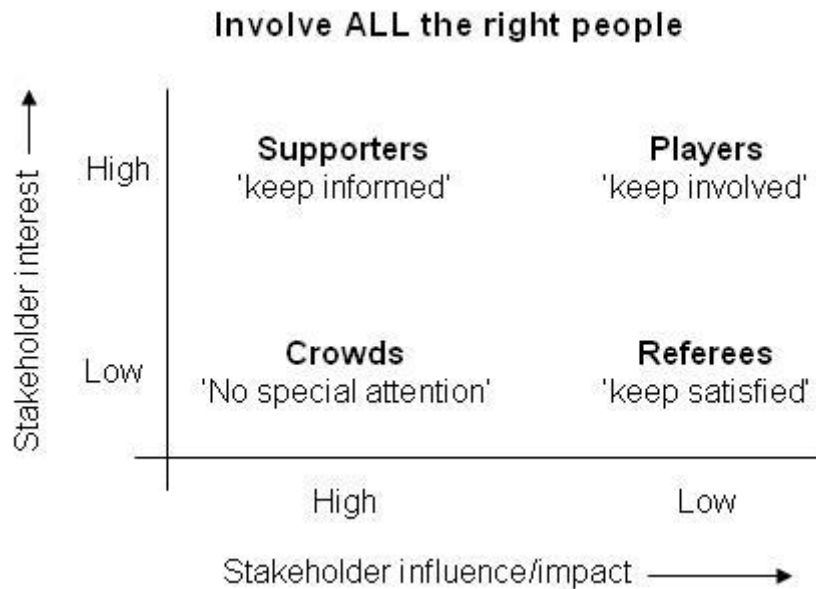 Involve ALL the right people
Stakeholder interest
High
Supporters
'keep informed'
Players
'keep involved'
Low
Crowds
'No special attention'
Referees
'keep satisfied'
High
Low
Stakeholder influence/impact